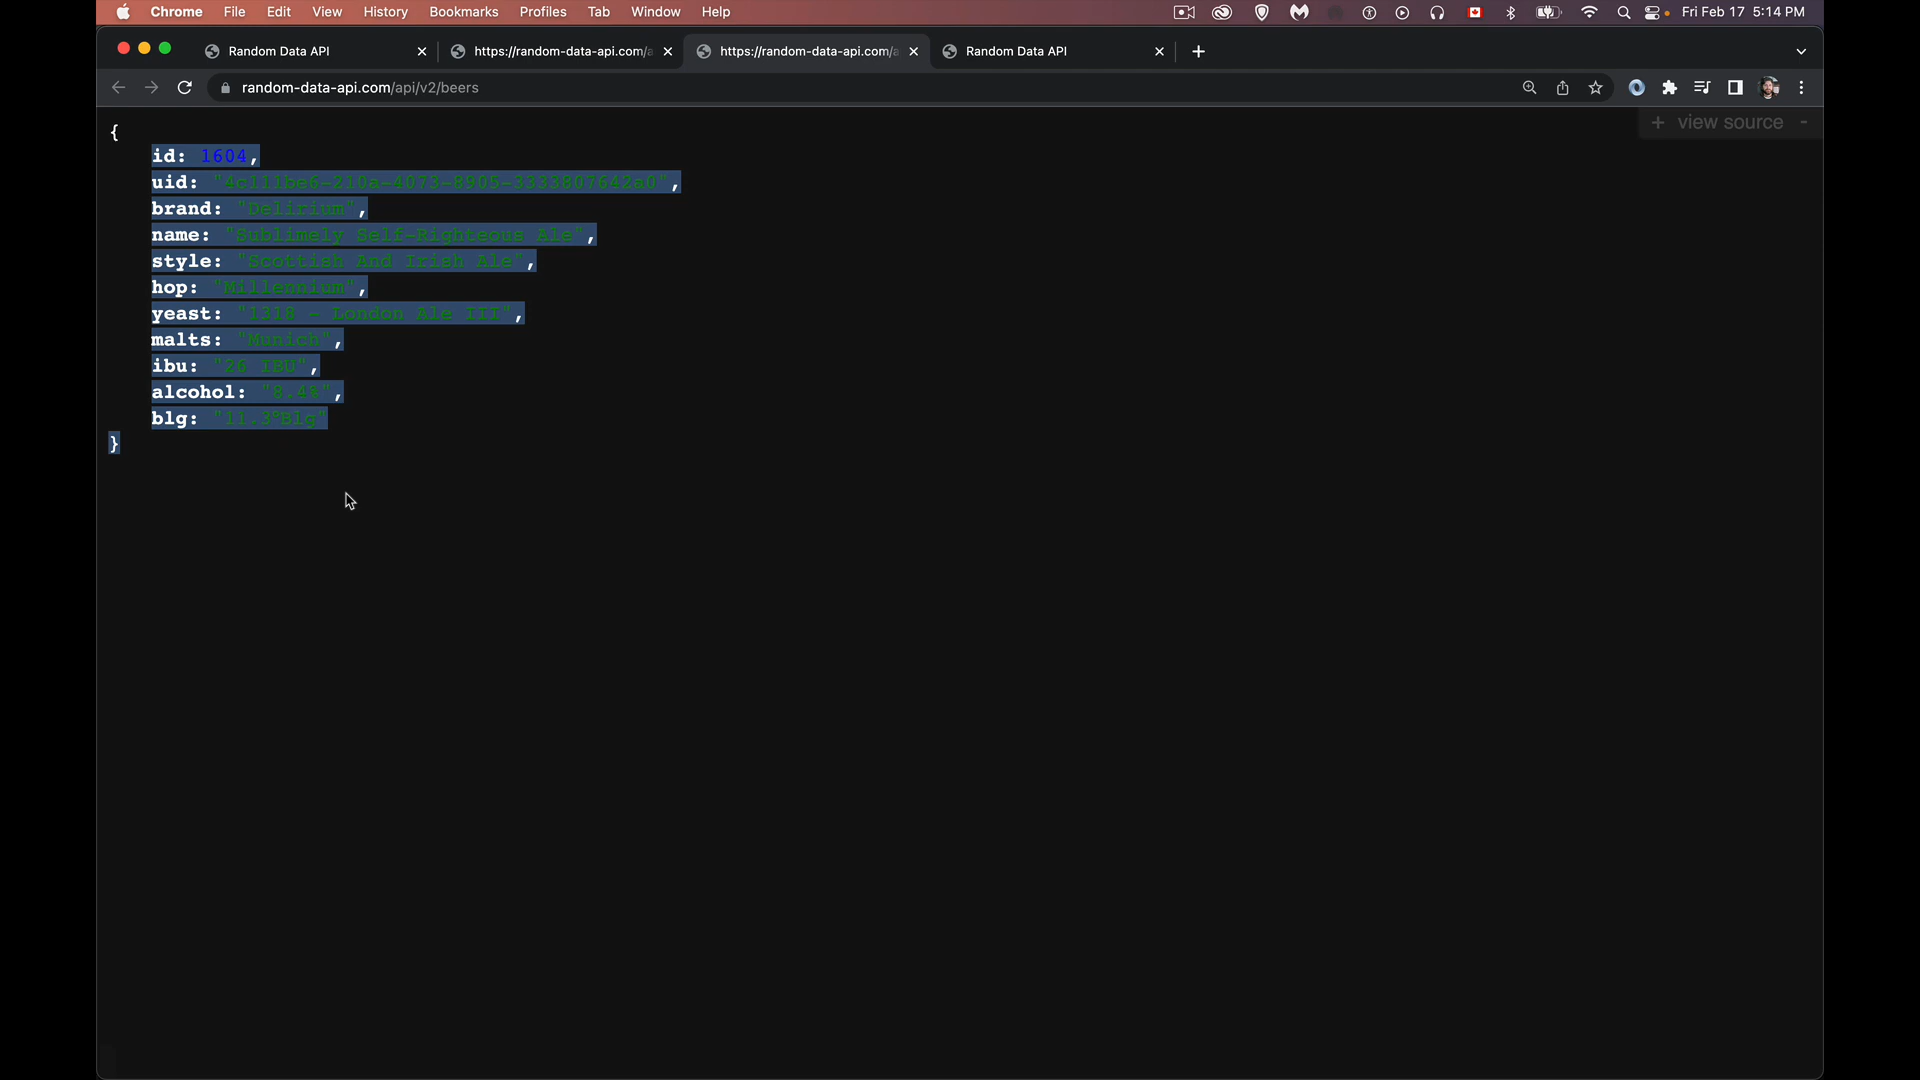 Chrome File Edit View History Bookmarks Profiles Tab Window Help Fri Feb 17 5:14 PM
Random Data API https://random-data-api.com/a https://random-data-api.com/a Random Data API
random-data-api.com/api/v2/beers
+ view source -
{
id: 1604,
uid: "4c111be6-210a-4073-8905-3333807642a0",
brand: "Delirium",
name: "Sublimely Self-Righteous Ale",
style: "Scottish And Irish Ale",
hop: "Millennium",
yeast: "1318 - London Ale III",
malts: "Munich",
ibu: "26 IBU",
alcohol: "8.4%",
blg: "11.3°Blg"
}